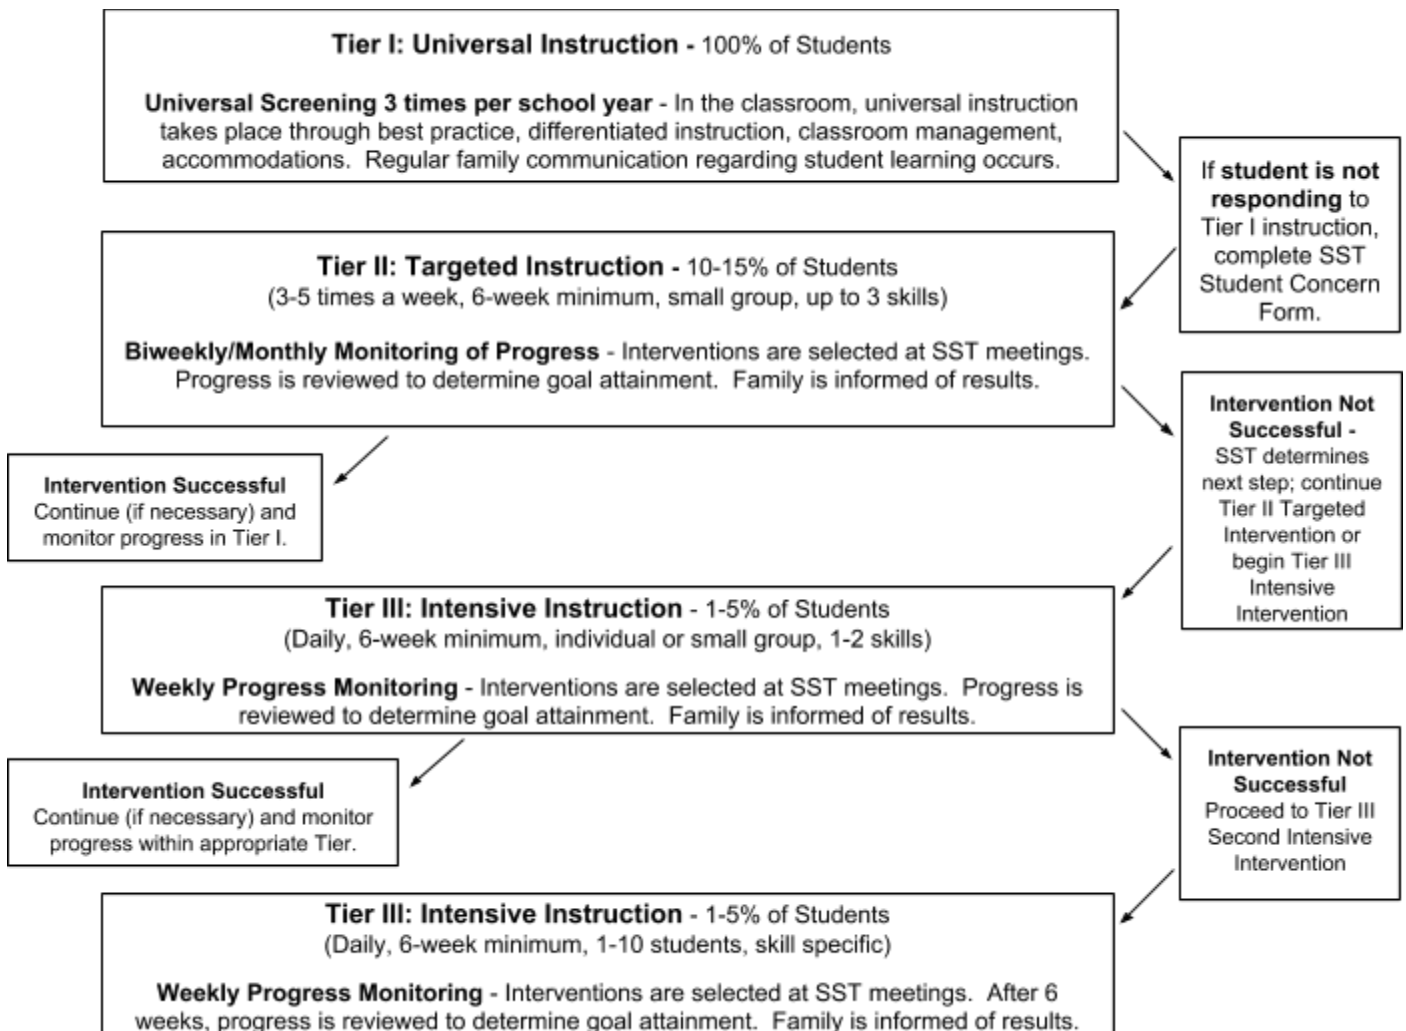 Tier I: Universal Instruction - 100% of Students
Universal Screening 3 times per school year - In the classroom, universal instruction
takes place through best practice, differentiated instruction, classroom management,
accommodations. Regular family communication regarding student learning occurs.
If student is not
responding to
Tier I instruction,
complete SST
Student Concern
Form.
Tier II: Targeted Instruction - 10-15% of Students
(3-5 times a week, 6-week minimum, small group, up to 3 skills)
Biweekly/Monthly Monitoring of Progress - Interventions are selected at SST meetings.
Progress is reviewed to determine goal attainment. Family is informed of results.
Intervention Not
Successful -
SST determines
next step; continue
Tier II Targeted
Intervention or
begin Tier III
Intensive
Intervention
Intervention Successful
Continue (if necessary) and
monitor progress in Tier I.
Tier III: Intensive Instruction - 1-5% of Students
(Daily, 6-week minimum, individual or small group, 1-2 skills)
Weekly Progress Monitoring - Interventions are selected at SST meetings. Progress is
reviewed to determine goal attainment. Family is informed of results.
Intervention Not
Successful
Proceed to Tier III
Second Intensive
Intervention
Intervention Successful
Continue (if necessary) and monitor
progress within appropriate Tier.
Tier III: Intensive Instruction - 1-5% of Students
(Daily, 6-week minimum, 1-10 students, skill specific)
Weekly Progress Monitoring - Interventions are selected at SST meetings. After 6
weeks, progress is reviewed to determine goal attainment. Family is informed of results.